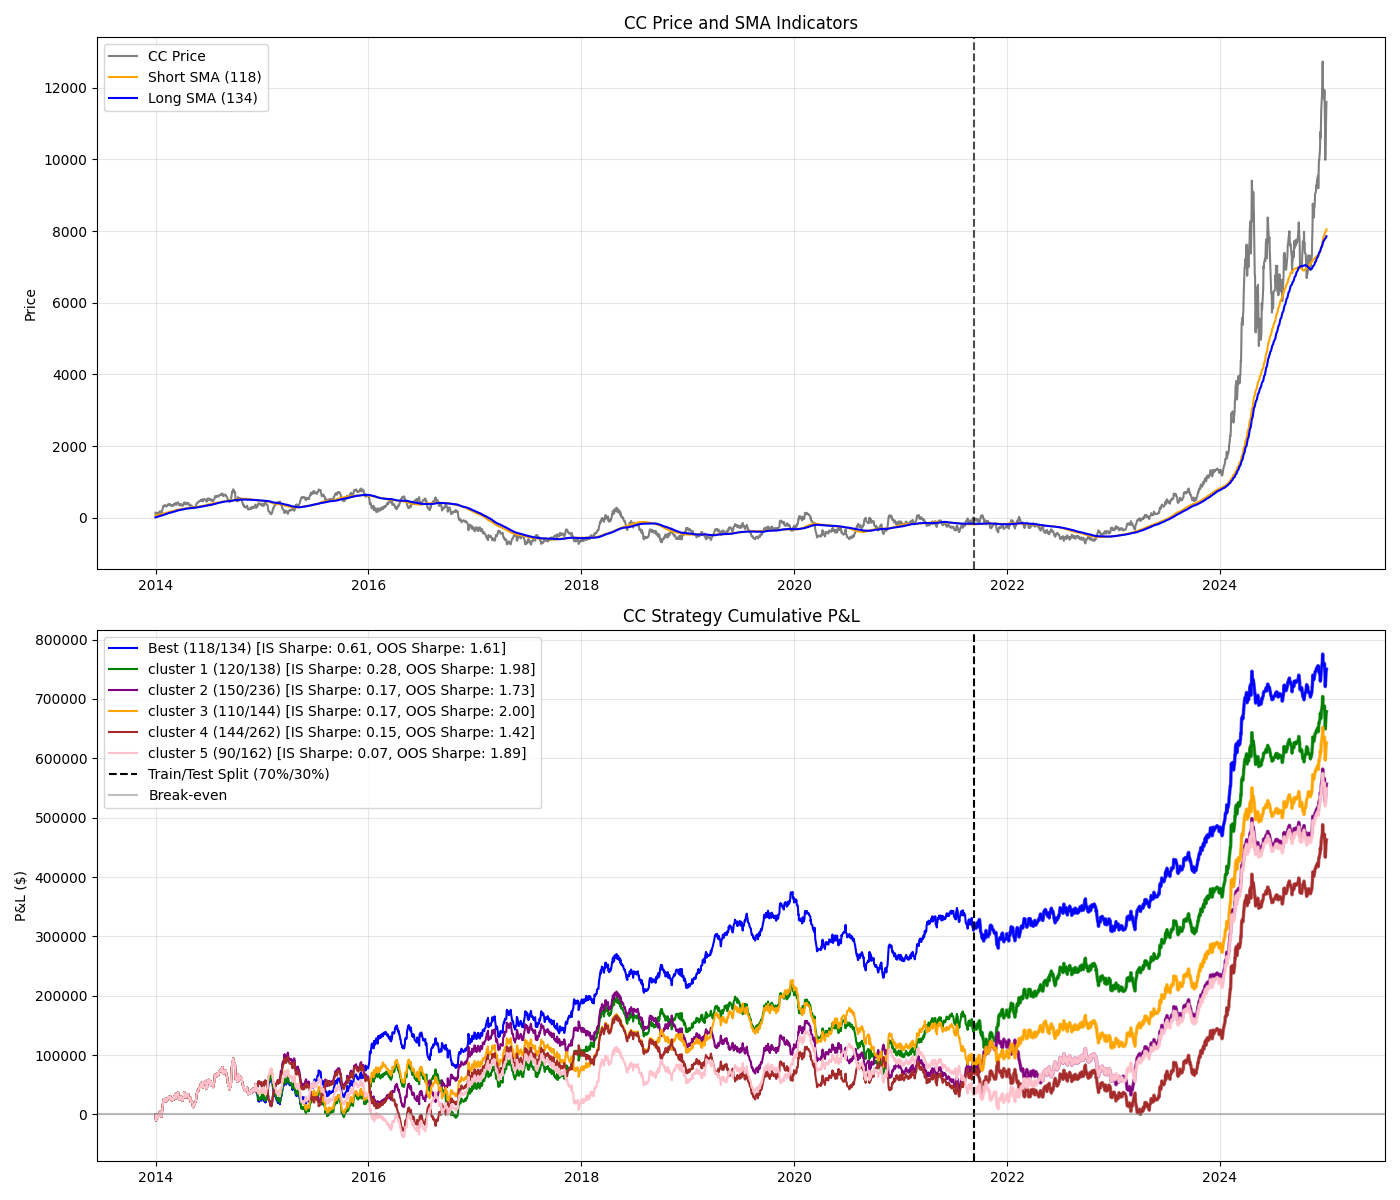 CC Price and SMA Indicators
CC Price
Short SMA (118)
Long SMA (134)
Price
12000
10000
8000
6000
4000
2000
0
2014 2016 2018 2020 2022 2024
CC Strategy Cumulative P&L
Best (118/134) [IS Sharpe: 0.61, OOS Sharpe: 1.61]
cluster 1 (120/138) [IS Sharpe: 0.28, OOS Sharpe: 1.98]
cluster 2 (150/236) [IS Sharpe: 0.17, OOS Sharpe: 1.73]
cluster 3 (110/144) [IS Sharpe: 0.17, OOS Sharpe: 2.00]
cluster 4 (144/262) [IS Sharpe: 0.15, OOS Sharpe: 1.42]
cluster 5 (90/162) [IS Sharpe: 0.07, OOS Sharpe: 1.89]
Train/Test Split (70%/30%)
Break-even
P&L ($)
800000
700000
600000
500000
400000
300000
200000
100000
0
2014 2016 2018 2020 2022 2024